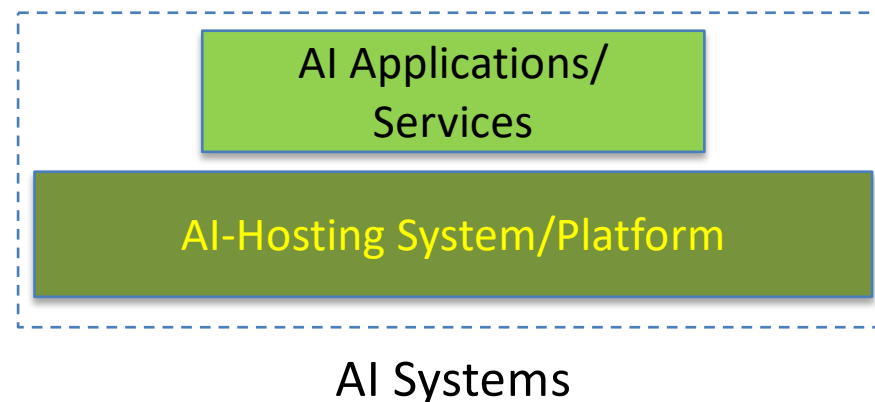 AI Applications/
Services
AI-Hosting System/Platform
AI Systems